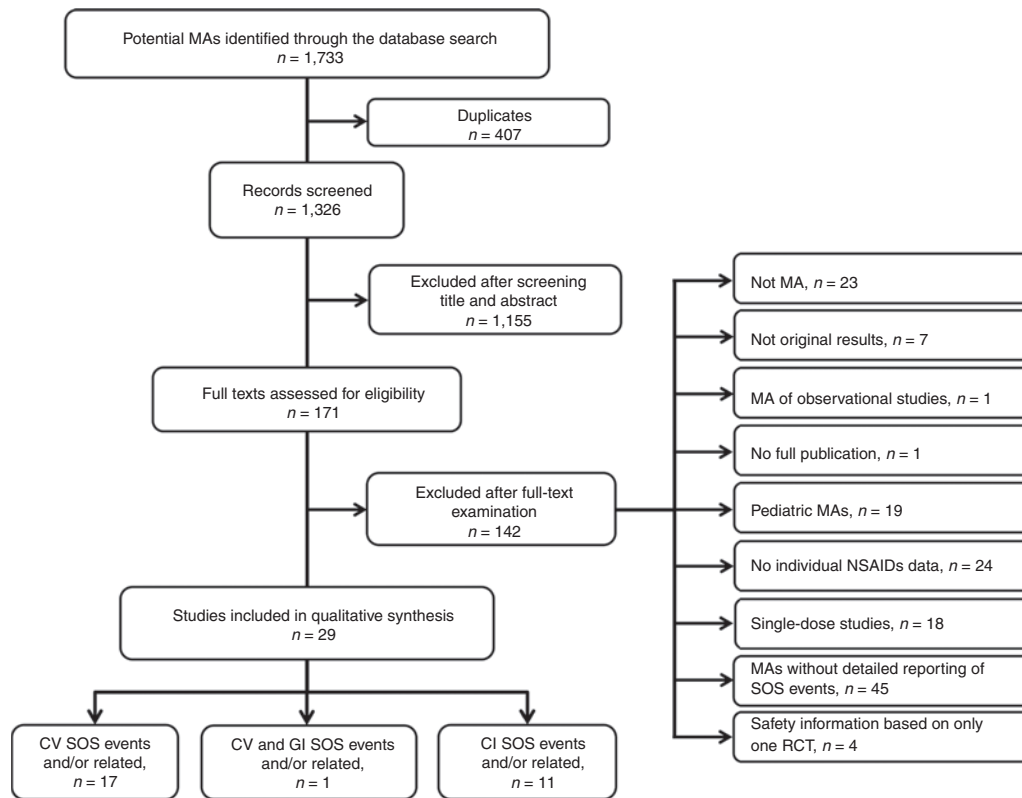 Potential MAs identified through the database search
n = 1,733
Duplicates
n = 407
Records screened
n = 1,326
Excluded after screening
title and abstract
n = 1,155
Full texts assessed for eligibility
n = 171
Excluded after full-text
examination
n = 142
Not MA, n = 23
Not original results, n = 7
MA of observational studies, n = 1
No full publication, n = 1
Pediatric MAs, n = 19
No individual NSAIDs data, n = 24
Single-dose studies, n = 18
MAs without detailed reporting of
SOS events, n = 45
Safety information based on only
one RCT, n = 4
Studies included in qualitative synthesis
n = 29
CV SOS events
and/or related,
n = 17
CV and GI SOS events
and/or related,
n = 1
CI SOS events
and/or related,
n = 11